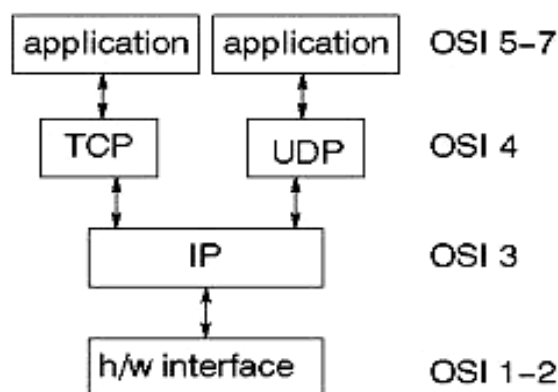 application application OSI 5-7
TCP UDP OSI 4
IP OSI 3
h/w interface OSI 1-2